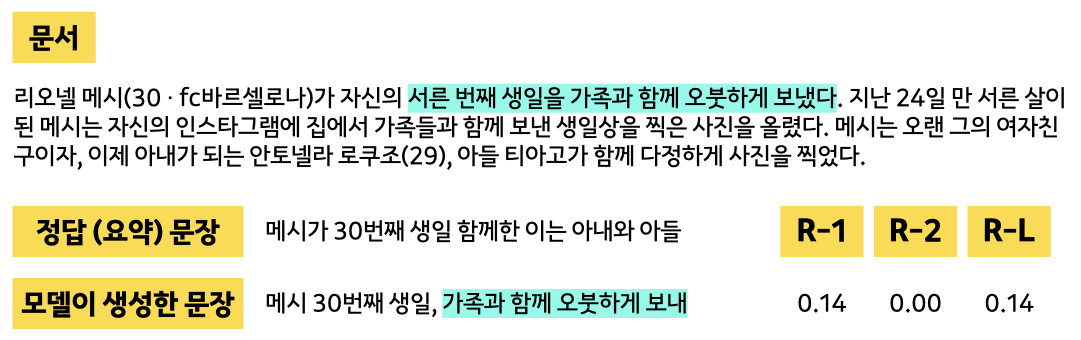 문서
리오넬 메시(30 · fc바르셀로나)가 자신의 서른 번째 생일을 가족과 함께 오붓하게 보냈다. 지난 24일 만 서른 살이
된 메시는 자신의 인스타그램에 집에서 가족들과 함께 보낸 생일상을 찍은 사진을 올렸다. 메시는 오랜 그의 여자친
구이자, 이제 아내가 되는 안토넬라 로쿠조(29), 아들 티아고가 함께 다정하게 사진을 찍었다.
정답 (요약) 문장 메시가 30번째 생일 함께한 이는 아내와 아들 R-1 R-2 R-L
모델이 생성한 문장 메시 30번째 생일, 가족과 함께 오붓하게 보내 0.14 0.00 0.14